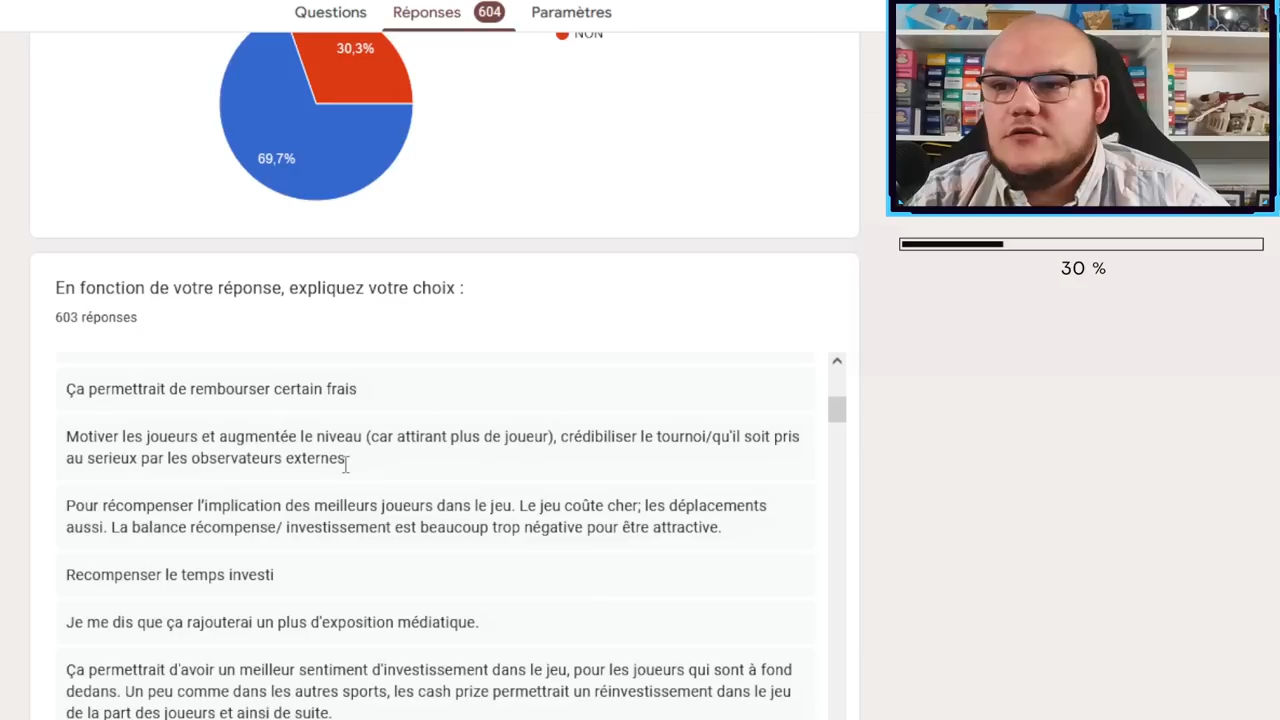 Questions Réponses 604 Paramètres
30,3%
NON
69,7%
30 %
En fonction de votre réponse, expliquez votre choix :
603 réponses
Ça permettrait de rembourser certain frais
Motiver les joueurs et augmentée le niveau (car attirant plus de joueur), crédibiliser le tournoi/qu'il soit pris
au serieux par les observateurs externes
Pour récompenser l'implication des meilleurs joueurs dans le jeu. Le jeu coûte cher; les déplacements
aussi. La balance récompense/ investissement est beaucoup trop négative pour être attractive.
Recompenser le temps investi
Je me dis que ça rajouterai un plus d'exposition médiatique.
Ça permettrait d'avoir un meilleur sentiment d'investissement dans le jeu, pour les joueurs qui sont à fond
dedans. Un peu comme dans les autres sports, les cash prize permettrait un réinvestissement dans le jeu
de la part des joueurs et ainsi de suite.